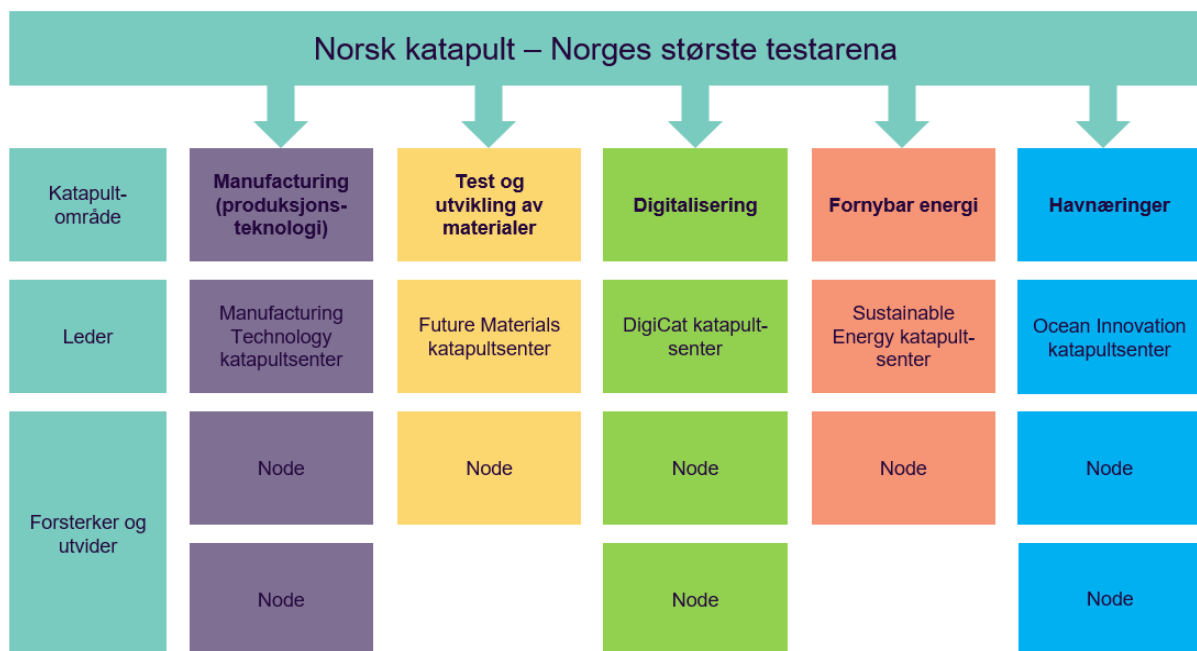 Norsk katapult – Norges største testarena
Katapult-
område
Manufacturing
(produksjons-
teknologi)
Test og
utvikling av
materialer
Digitalisering
Fornybar energi
Havnæringer
Leder
Manufacturing
Technology
katapultsenter
Future Materials
katapultsenter
DigiCat katapult-
senter
Sustainable
Energy katapult-
senter
Ocean Innovation
katapultsenter
Forsterker og
utvider
Node
Node
Node
Node
Node
Node
Node
Node